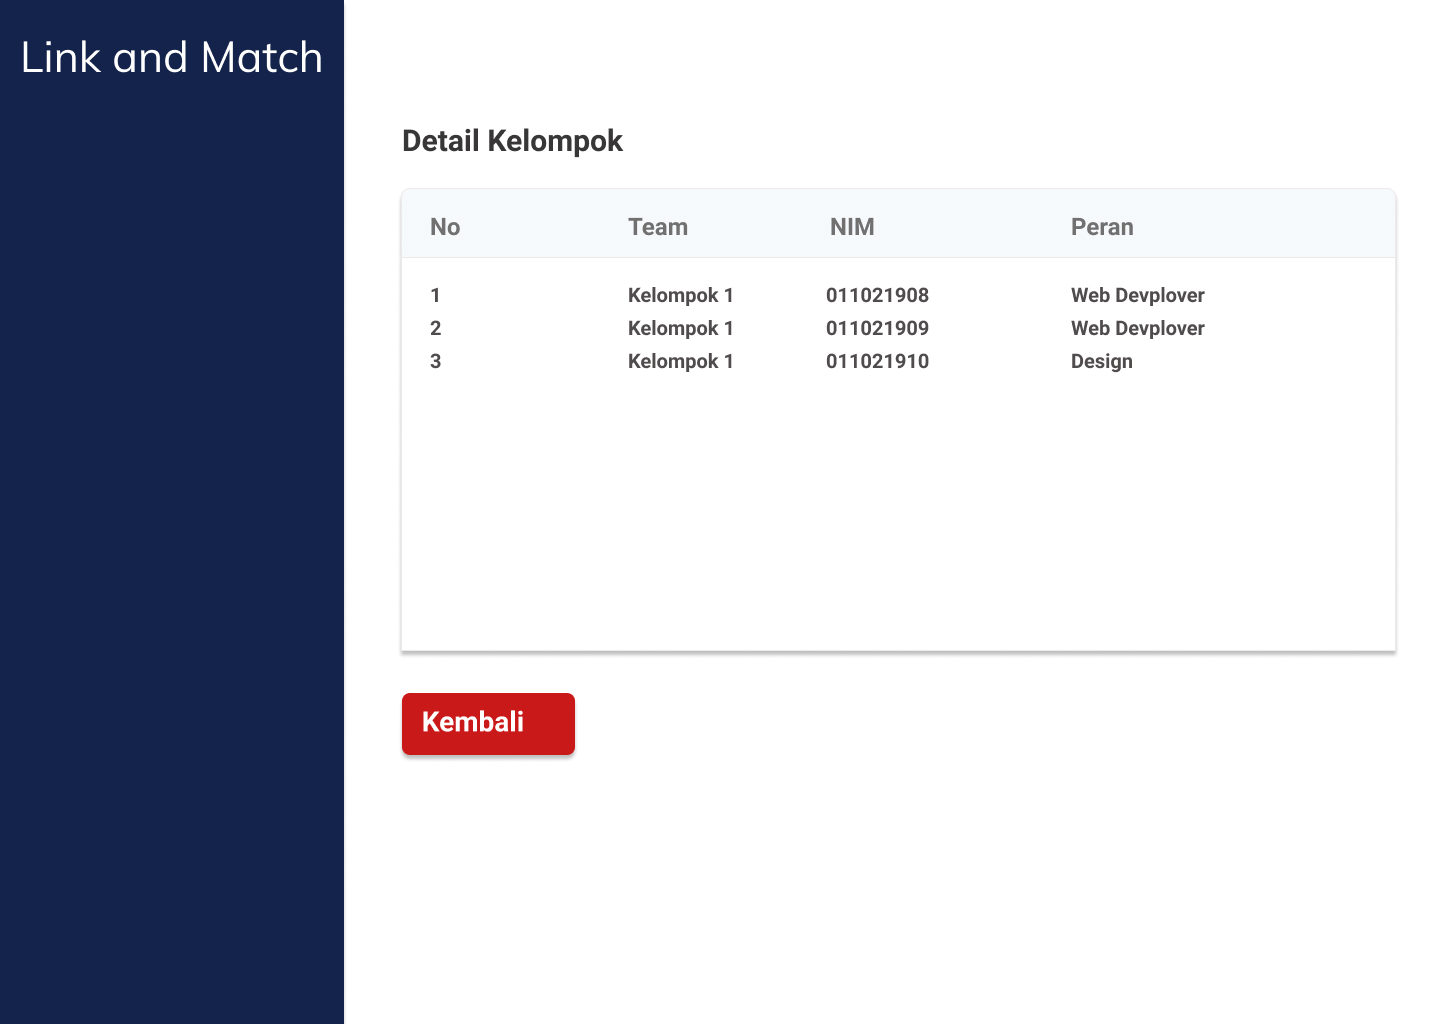 Link and Match
Detail Kelompok
No Team NIM Peran
1 Kelompok 1 011021908 Web Devplover
2 Kelompok 1 011021909 Web Devplover
3 Kelompok 1 011021910 Design
Kembali